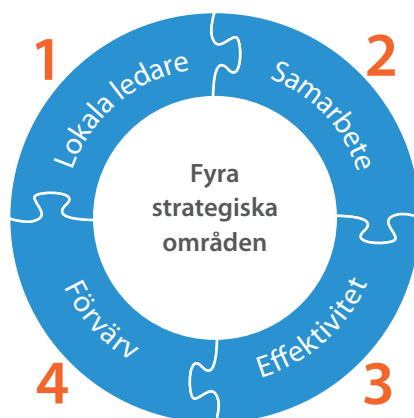 1
Lokala ledare
2
Samarbete
Fyra
strategiska
områden
4
Förvärv
3
Effektivitet